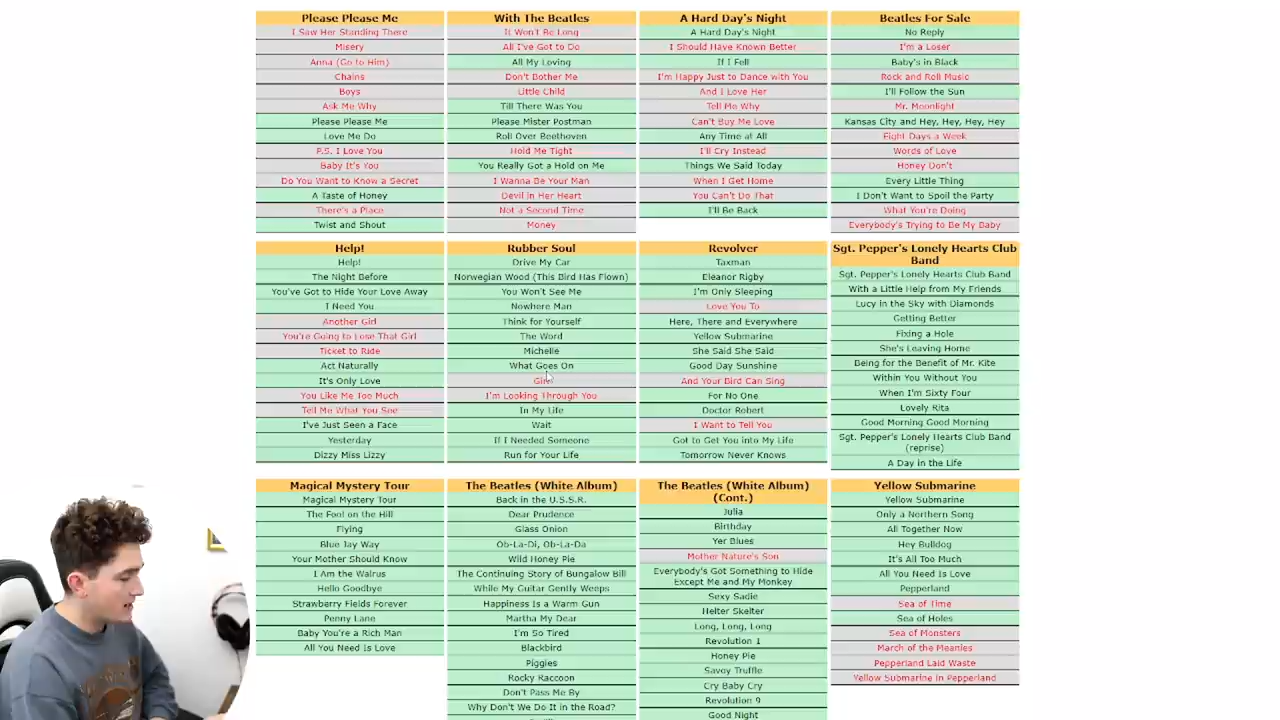 Please Please Me
I Saw Her Standing There
Misery
Anna (Go to Him)
Chains
Boys
Ask Me Why
Please Please Me
Love Me Do
P.S. I Love You
Baby It's You
Do You Want to Know a Secret
A Taste of Honey
There's a Place
Twist and Shout
With The Beatles
It Won't Be Long
All I've Got to Do
All My Loving
Don't Bother Me
Little Child
Till There Was You
Please Mister Postman
Roll Over Beethoven
Hold Me Tight
You Really Got a Hold on Me
I Wanna Be Your Man
Devil in Her Heart
Not a Second Time
Money
A Hard Day's Night
A Hard Day's Night
I Should Have Known Better
If I Fell
I'm Happy Just to Dance with You
And I Love Her
Tell Me Why
Can't Buy Me Love
Any Time at All
I'll Cry Instead
Things We Said Today
When I Get Home
You Can't Do That
I'll Be Back
Beatles For Sale
No Reply
I'm a Loser
Baby's in Black
Rock and Roll Music
I'll Follow the Sun
Mr. Moonlight
Kansas City and Hey, Hey, Hey, Hey
Eight Days a Week
Words of Love
Honey Don't
Every Little Thing
I Don't Want to Spoil the Party
What You're Doing
Everybody's Trying to Be My Baby
Help!
Help!
The Night Before
You've Got to Hide Your Love Away
I Need You
Another Girl
You're Going to Lose That Girl
Ticket to Ride
Act Naturally
It's Only Love
You Like Me Too Much
Tell Me What You See
I've Just Seen a Face
Yesterday
Dizzy Miss Lizzy
Rubber Soul
Drive My Car
Norwegian Wood (This Bird Has Flown)
You Won't See Me
Nowhere Man
Think for Yourself
The Word
Michelle
What Goes On
Girl
I'm Looking Through You
In My Life
Wait
If I Needed Someone
Run for Your Life
Revolver
Taxman
Eleanor Rigby
I'm Only Sleeping
Love You To
Here, There and Everywhere
Yellow Submarine
She Said She Said
Good Day Sunshine
And Your Bird Can Sing
For No One
Doctor Robert
I Want to Tell You
Got to Get You into My Life
Tomorrow Never Knows
Sgt. Pepper's Lonely Hearts Club
Band
Sgt. Pepper's Lonely Hearts Club Band
With a Little Help from My Friends
Lucy in the Sky with Diamonds
Getting Better
Fixing a Hole
She's Leaving Home
Being for the Benefit of Mr. Kite
Within You Without You
When I'm Sixty Four
Lovely Rita
Good Morning Good Morning
Sgt. Pepper's Lonely Hearts Club Band
(reprise)
A Day in the Life
Magical Mystery Tour
Magical Mystery Tour
The Fool on the Hill
Flying
Blue Jay Way
Your Mother Should Know
I Am the Walrus
Hello Goodbye
Strawberry Fields Forever
Penny Lane
Baby You're a Rich Man
All You Need Is Love
The Beatles (White Album)
Back in the U.S.S.R.
Dear Prudence
Glass Onion
Ob-La-Di, Ob-La-Da
Wild Honey Pie
The Continuing Story of Bungalow Bill
While My Guitar Gently Weeps
Happiness Is a Warm Gun
Martha My Dear
I'm So Tired
Blackbird
Piggies
Rocky Raccoon
Don't Pass Me By
Why Don't We Do It in the Road?
The Beatles (White Album)
(Cont.)
Julia
Birthday
Yer Blues
Mother Nature's Son
Everybody's Got Something to Hide
Except Me and My Monkey
Sexy Sadie
Helter Skelter
Long, Long, Long
Revolution 1
Honey Pie
Savoy Truffle
Cry Baby Cry
Revolution 9
Good Night
Yellow Submarine
Yellow Submarine
Only a Northern Song
All Together Now
Hey Bulldog
It's All Too Much
All You Need Is Love
Pepperland
Sea of Time
Sea of Holes
Sea of Monsters
March of the Meanies
Pepperland Laid Waste
Yellow Submarine in Pepperland